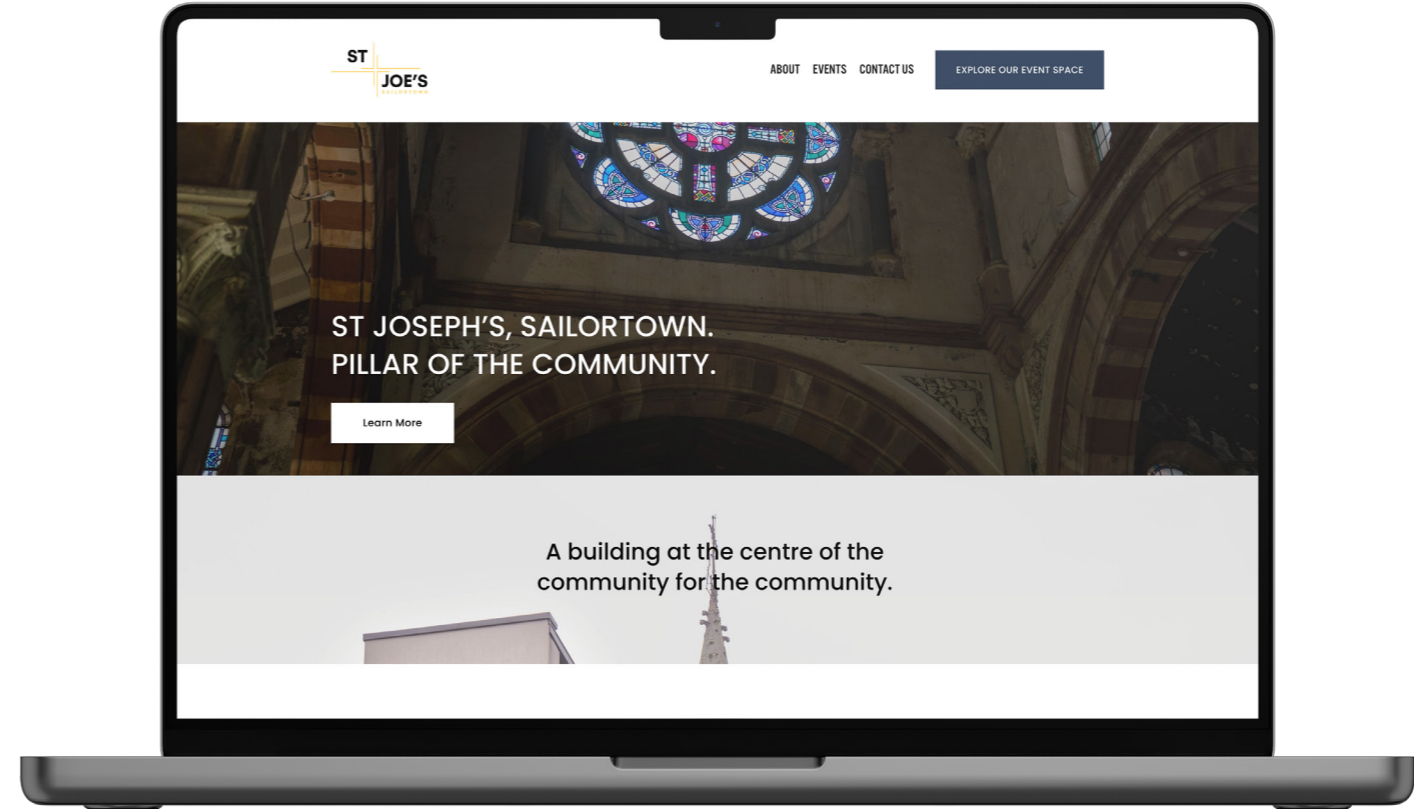 ST
JOE'S
SAILORTOWN
ABOUT EVENTS CONTACT US EXPLORE OUR EVENT SPACE
ST JOSEPH'S, SAILORTOWN.
PILLAR OF THE COMMUNITY.
Learn More
A building at the centre of the
community for the community.